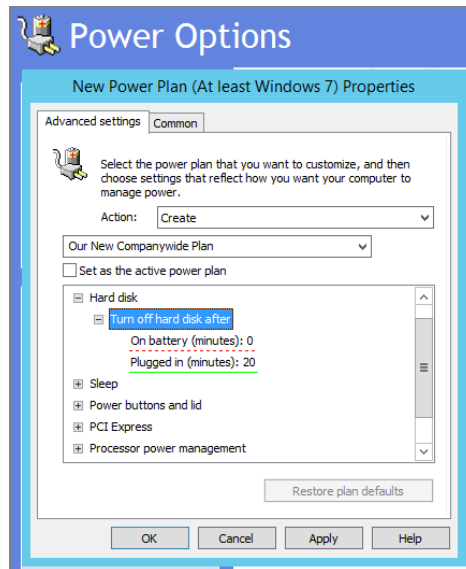 Power Options
New Power Plan (At least Windows 7) Properties
Advanced settings Common
Select the power plan that you want to customize, and then
choose settings that reflect how you want your computer to
manage power.
Action: Create
Our New Companywide Plan
Set as the active power plan
Hard disk
Turn off hard disk after
On battery (minutes): 0
Plugged in (minutes): 20
Sleep
Power buttons and lid
PCI Express
Processor power management
Restore plan defaults
OK Cancel Apply Help